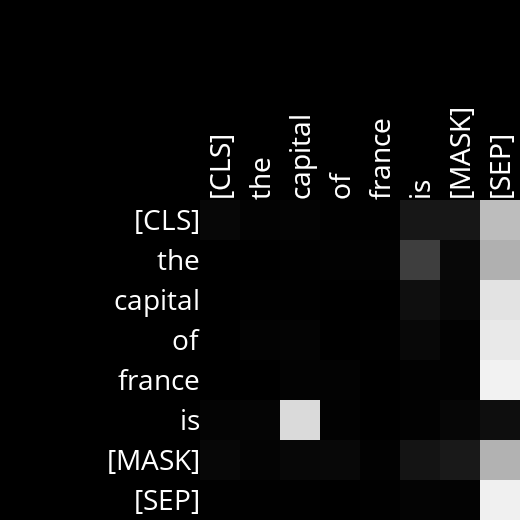 [CLS] the capital of france is [MASK] [SEP]
[CLS]
the
capital
of
france
is
[MASK]
[SEP]